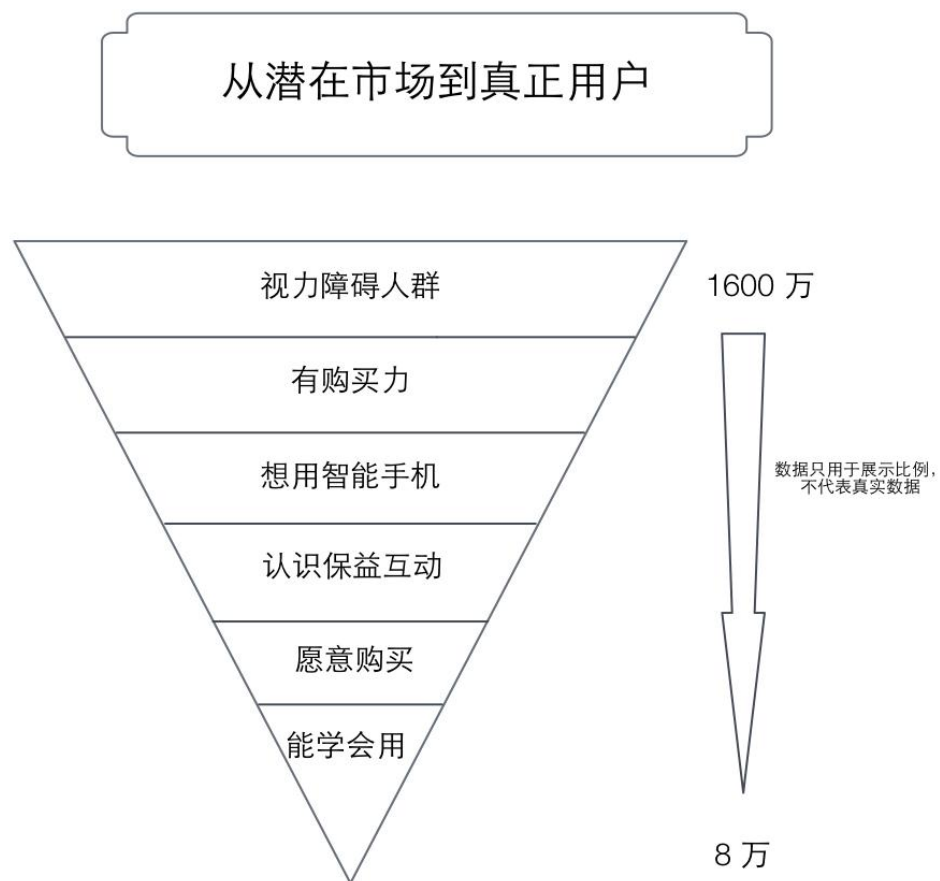 从潜在市场到真正用户
视力障碍人群
1600 万
有购买力
想用智能手机
数据只用于展示比例，
不代表真实数据
认识保益互动
愿意购买
能学会用
8 万